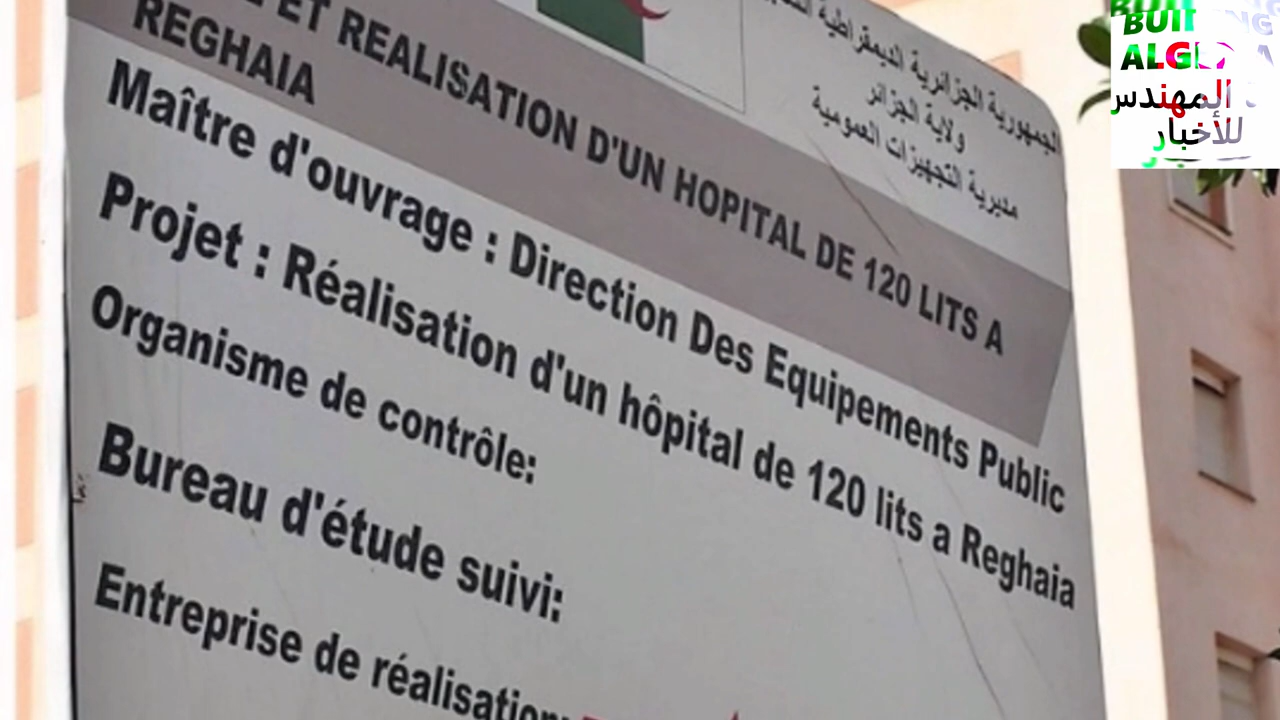 الجمهورية الجزائرية الديمقراطية
ولاية الجزائر
مديرية التجهيزات العمومية
ET REALISATION D'UN HOPITAL DE 120 LITS A
REGHAIA
Maître d'ouvrage : Direction Des Equipements Public
Projet : Réalisation d'un hôpital de 120 lits a Reghaia
Organisme de contrôle:
Bureau d'étude suivi:
Entreprise de réalisation:
المهندس
للأخبار